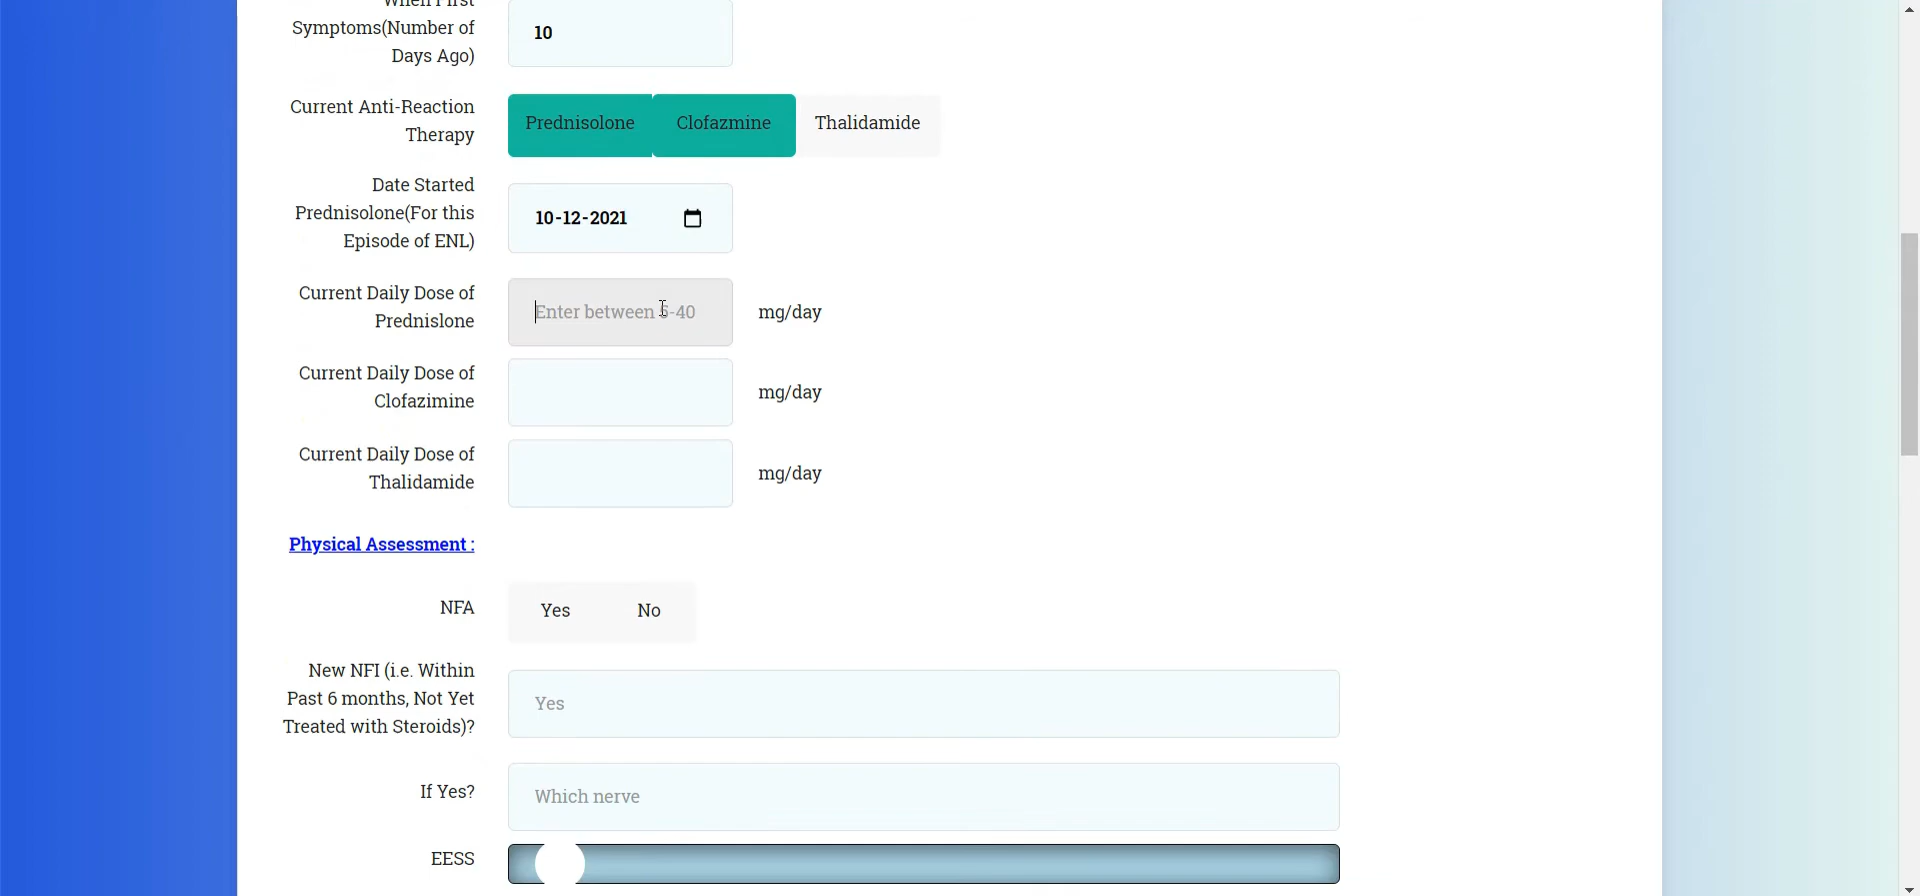 When First
Symptoms(Number of
Days Ago)
10
Current Anti-Reaction
Therapy
Prednisolone Clofazmine Thalidamide
Date Started
Prednisolone(For this
Episode of ENL)
10-12-2021
Current Daily Dose of
Prednislone
Enter between 5-40 mg/day
Current Daily Dose of
Clofazimine
mg/day
Current Daily Dose of
Thalidamide
mg/day
Physical Assessment :
NFA
Yes No
New NFI (i.e. Within
Past 6 months, Not Yet
Treated with Steroids)?
Yes
If Yes?
Which nerve
EESS